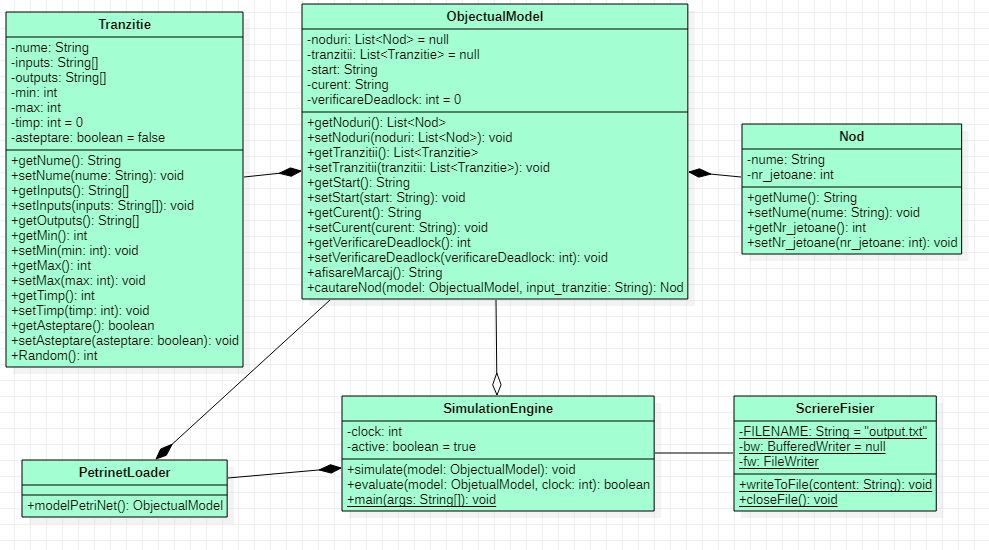 Tranzitie
-nume: String
-inputs: String[]
-outputs: String[]
-min: int
-max: int
-timp: int = 0
-asteptare: boolean = false
+getNume(): String
+setNume(nume: String): void
+getInputs(): String[]
+setInputs(inputs: String[]): void
+getOutputs(): String[]
+getMin(): int
+setMin(min: int): void
+getMax(): int
+setMax(max: int): void
+getTimp(): int
+setTimp(timp: int): void
+getAsteptare(): boolean
+setAsteptare(asteptare: boolean): void
+Random(): int
ObjectualModel
-noduri: List<Nod> = null
-tranzitii: List<Tranzitie> = null
-start: String
-curent: String
-verificareDeadlock: int = 0
+getNoduri(): List<Nod>
+setNoduri(noduri: List<Nod>): void
+getTranzitii(): List<Tranzitie>
+setTranzitii(tranzitii: List<Tranzitie>): void
+getStart(): String
+setStart(start: String): void
+getCurent(): String
+setCurent(curent: String): void
+getVerificareDeadlock(): int
+setVerificareDeadlock(verificareDeadlock: int): void
+afisareMarcaj(): String
+cautareNod(model: ObjectualModel, input_tranzitie: String): Nod
Nod
-nume: String
-nr_jetoane: int
+getNume(): String
+setNume(nume: String): void
+getNr_jetoane(): int
+setNr_jetoane(nr_jetoane: int): void
PetrinetLoader
+modelPetriNet(): ObjectualModel
SimulationEngine
-clock: int
-active: boolean = true
+simulate(model: ObjectualModel): void
+evaluate(model: ObjetualModel, clock: int): boolean
+main(args: String[]): void
ScriereFisier
-FILENAME: String = "output.txt"
-bw: BufferedWriter = null
-fw: FileWriter
+writeToFile(content: String): void
+closeFile(): void